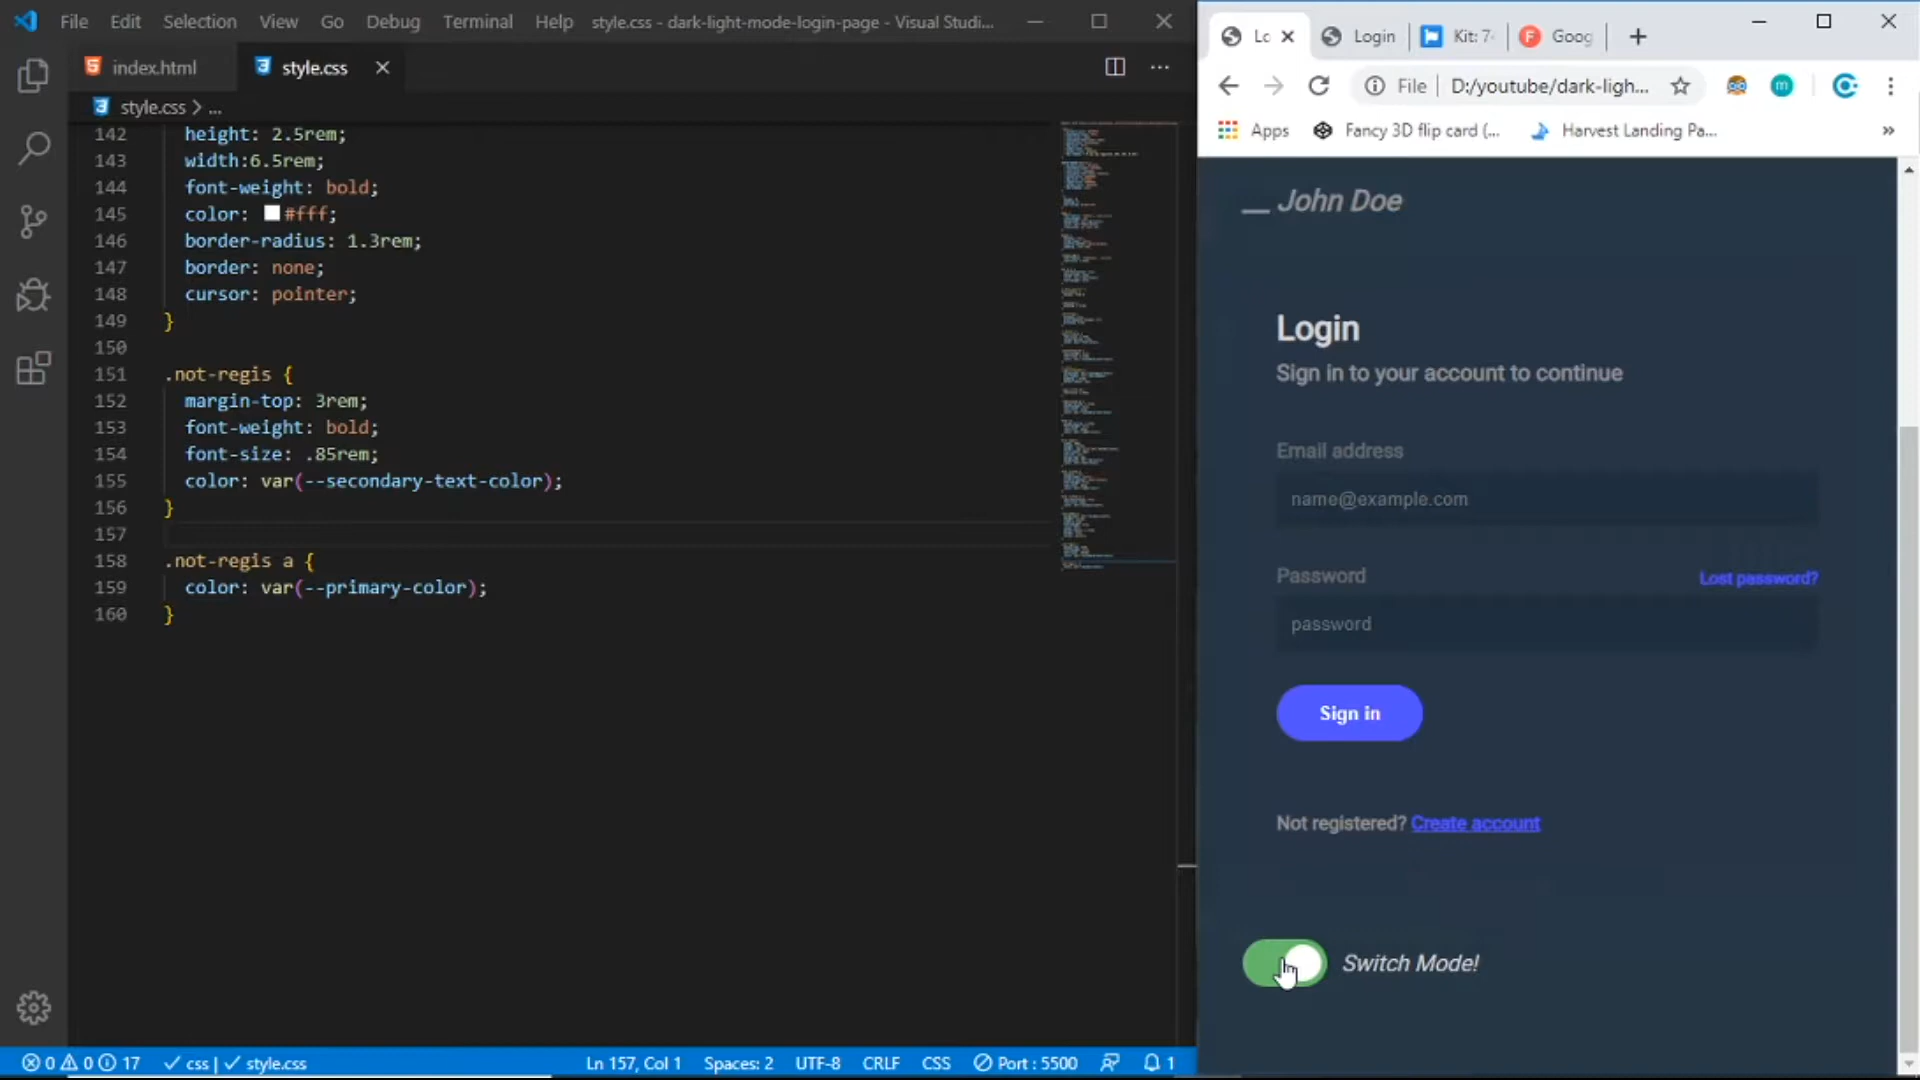 File Edit Selection View Go Debug Terminal Help style.css - dark-light-mode-login-page - Visual Studi...
index.html style.css
style.css > ...
142 height: 2.5rem;
143 width:6.5rem;
144 font-weight: bold;
145 color: #fff;
146 border-radius: 1.3rem;
147 border: none;
148 cursor: pointer;
149 }
150
151 .not-regis {
152 margin-top: 3rem;
153 font-weight: bold;
154 font-size: .85rem;
155 color: var(--secondary-text-color);
156 }
157
158 .not-regis a {
159 color: var(--primary-color);
160 }
0 0 17 css | style.css Ln 157, Col 1 Spaces: 2 UTF-8 CRLF CSS Port : 5500 1
Lo Login Kit: 7 Goog
File D:/youtube/dark-ligh... m
Apps Fancy 3D flip card (... Harvest Landing Pa... »
__ John Doe
Login
Sign in to your account to continue
Email address
name@example.com
Password Lost password?
password
Sign in
Not registered? Create account
Switch Mode!